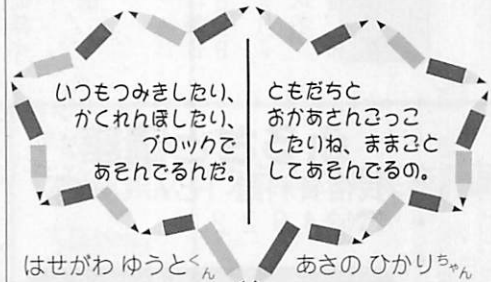 いつもつみきしたり、
かくれんぼしたり、
ブロックで
あそんでるんだ。
はせがわ ゆうとくん
ともだちと
おかあさんごっこ
したいね、ままごと
してあそんでるの。
あさの ひかりちゃん